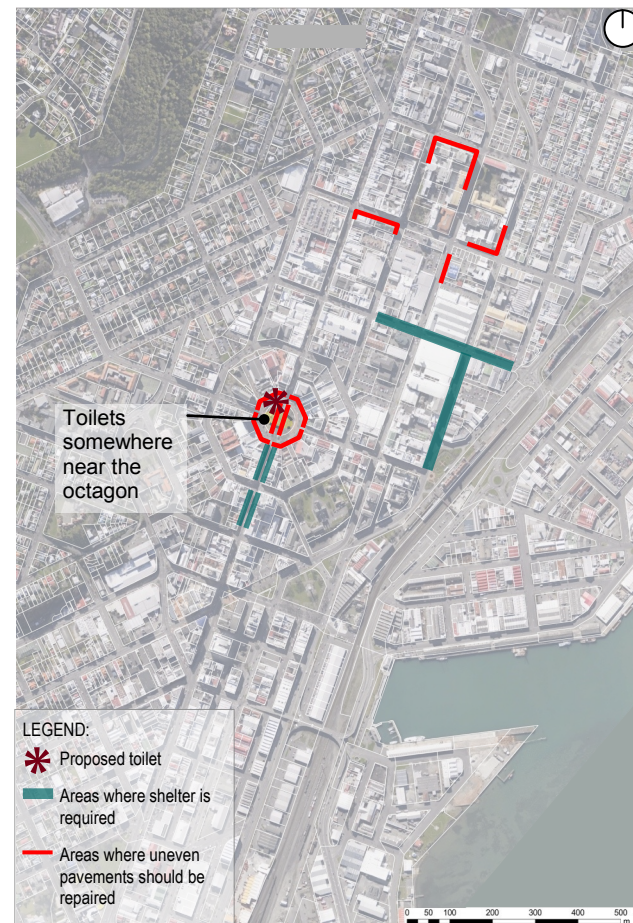 Toilets
somewhere
near the
octagon
LEGEND:
Proposed toilet
Areas where shelter is
required
Areas where uneven
pavements should be
repaired
0 50 100 200 300 400 500
m